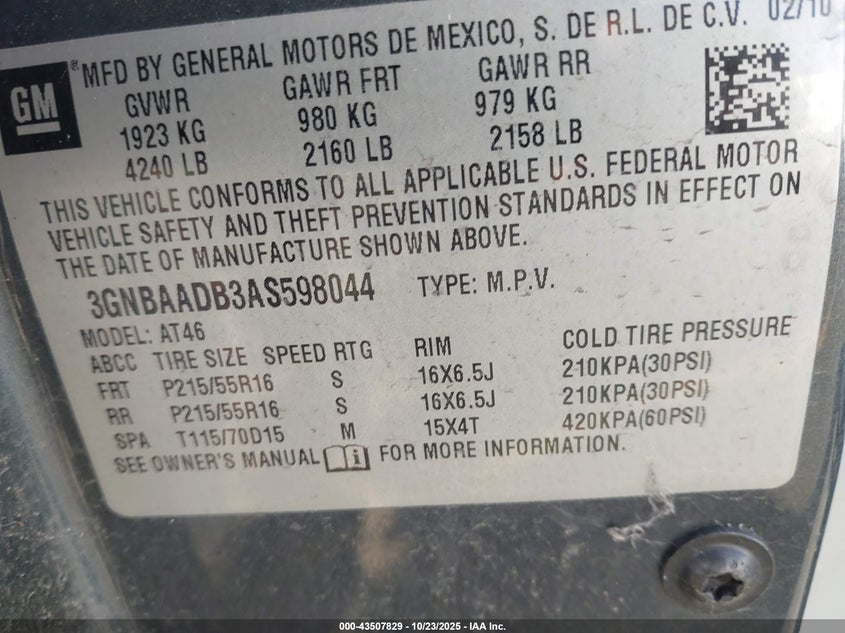 GM
® MFD BY GENERAL MOTORS DE MEXICO, S. DE R.L. DE C.V. 02/10
GVWR GAWR FRT GAWR RR
1923 KG 980 KG 979 KG
4240 LB 2160 LB 2158 LB
THIS VEHICLE CONFORMS TO ALL APPLICABLE U.S. FEDERAL MOTOR
VEHICLE SAFETY AND THEFT PREVENTION STANDARDS IN EFFECT ON
THE DATE OF MANUFACTURE SHOWN ABOVE.
3GNBAADB3AS598044 TYPE: M.P.V.
MODEL: AT46
ABCC TIRE SIZE SPEED RTG RIM COLD TIRE PRESSURE
FRT P215/55R16 S 16X6.5J 210KPA(30PSI)
RR P215/55R16 S 16X6.5J 210KPA(30PSI)
SPA T115/70D15 M 15X4T 420KPA(60PSI)
SEE OWNER'S MANUAL FOR MORE INFORMATION.
000-43507829 - 10/23/2025 - IAA Inc.